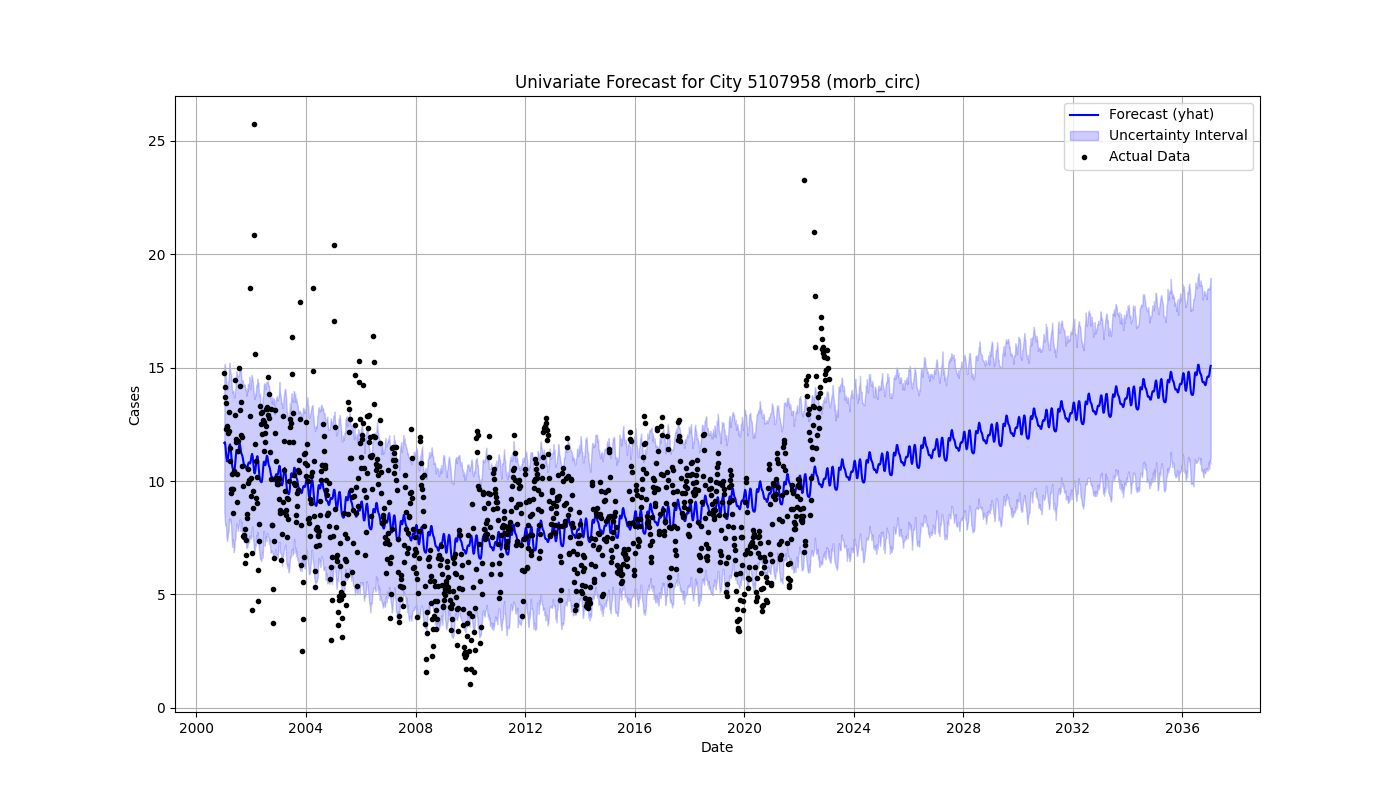 Univariate Forecast for City 5107958 (morb_circ)
Forecast (yhat)
Uncertainty Interval
Actual Data
25
20
15
10
5
0
Cases
2000 2004 2008 2012 2016 2020 2024 2028 2032 2036
Date